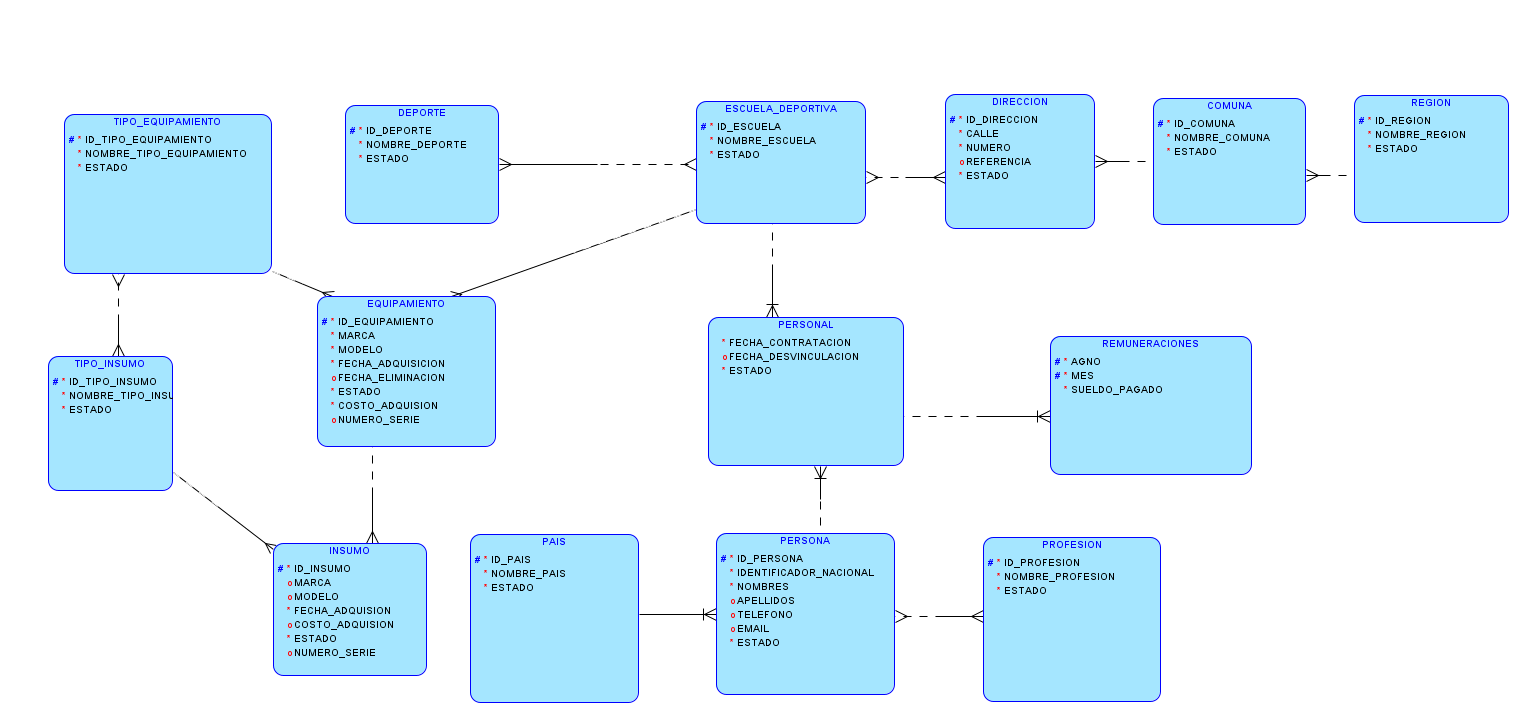 TIPO_EQUIPAMIENTO
# * ID_TIPO_EQUIPAMIENTO
* NOMBRE_TIPO_EQUIPAMIENTO
* ESTADO
DEPORTE
# * ID_DEPORTE
* NOMBRE_DEPORTE
* ESTADO
ESCUELA_DEPORTIVA
# * ID_ESCUELA
* NOMBRE_ESCUELA
* ESTADO
DIRECCION
# * ID_DIRECCION
* CALLE
* NUMERO
o REFERENCIA
* ESTADO
COMUNA
# * ID_COMUNA
* NOMBRE_COMUNA
* ESTADO
REGION
# * ID_REGION
* NOMBRE_REGION
* ESTADO
EQUIPAMIENTO
# * ID_EQUIPAMIENTO
* MARCA
* MODELO
* FECHA_ADQUISICION
o FECHA_ELIMINACION
* ESTADO
* COSTO_ADQUISION
o NUMERO_SERIE
PERSONAL
* FECHA_CONTRATACION
o FECHA_DESVINCULACION
* ESTADO
REMUNERACIONES
# * AGNO
# * MES
* SUELDO_PAGADO
TIPO_INSUMO
# * ID_TIPO_INSUMO
* NOMBRE_TIPO_INSU
* ESTADO
INSUMO
# * ID_INSUMO
o MARCA
o MODELO
* FECHA_ADQUISION
o COSTO_ADQUISION
* ESTADO
o NUMERO_SERIE
PAIS
# * ID_PAIS
* NOMBRE_PAIS
* ESTADO
PERSONA
# * ID_PERSONA
* IDENTIFICADOR_NACIONAL
* NOMBRES
o APELLIDOS
o TELEFONO
o EMAIL
* ESTADO
PROFESION
# * ID_PROFESION
* NOMBRE_PROFESION
* ESTADO